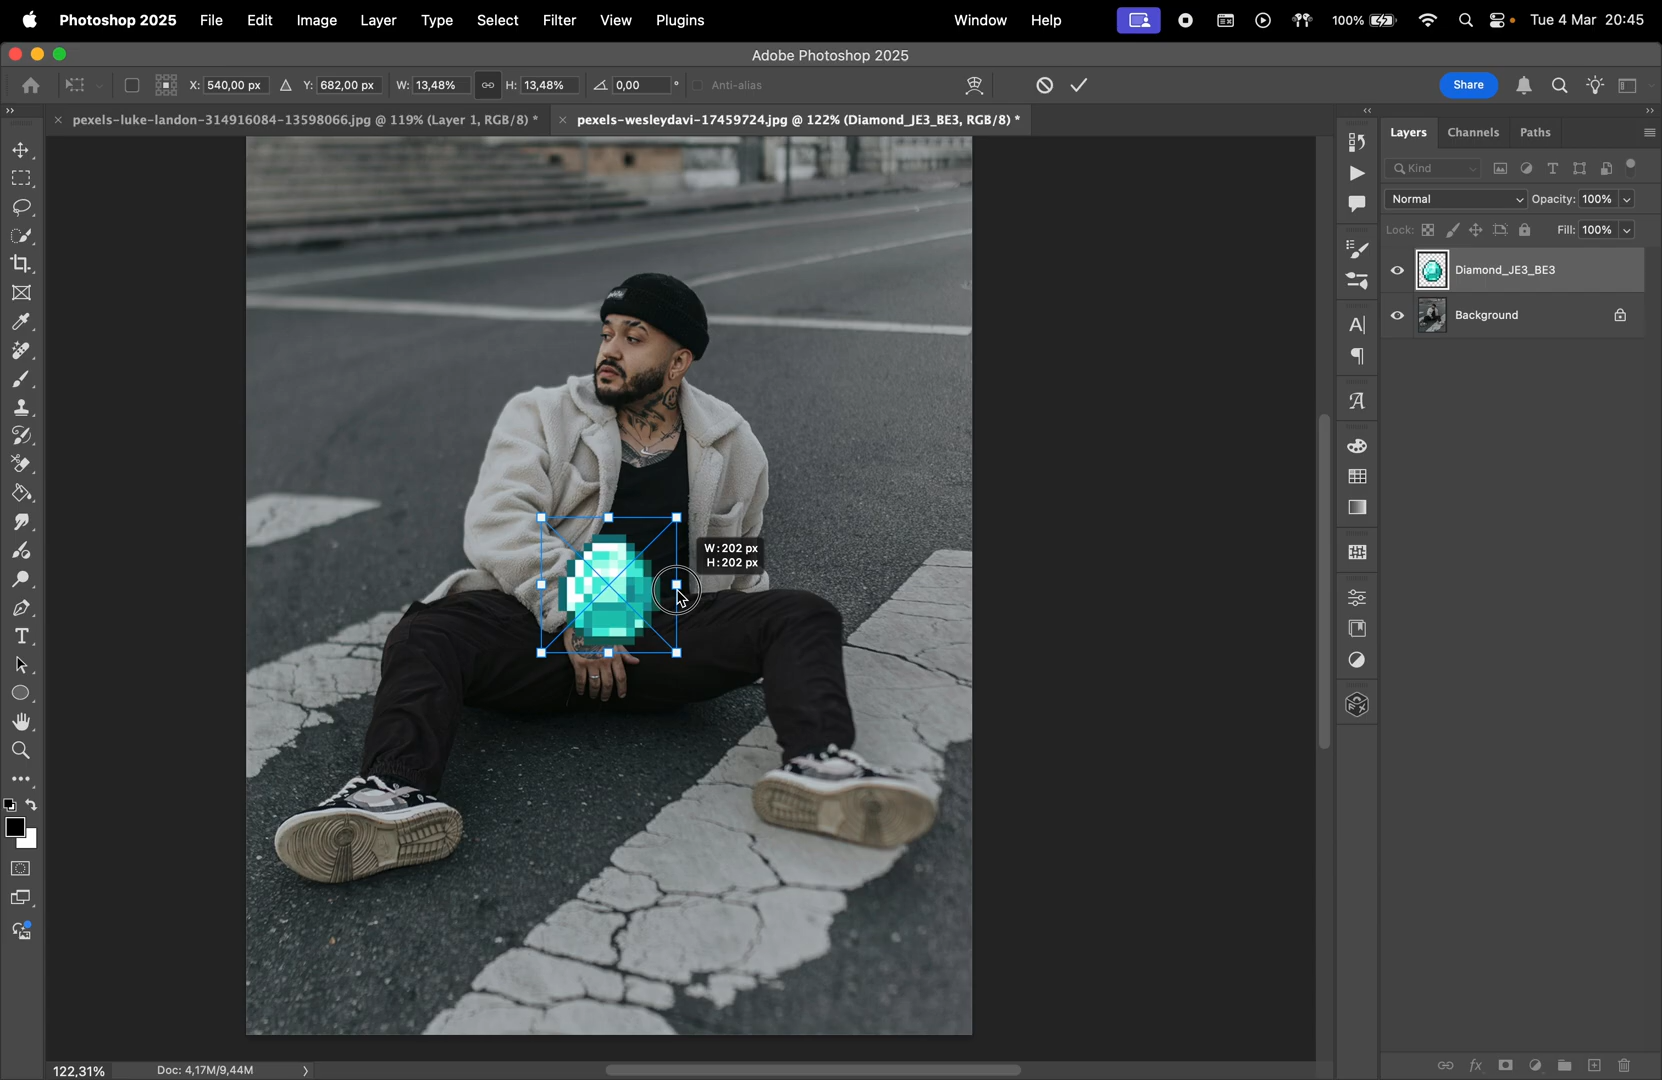 Photoshop 2025 File Edit Image Layer Type Select Filter View Plugins Window Help 100% Tue 4 Mar 20:45
Adobe Photoshop 2025
X: 540,00 px Y: 682,00 px W: 13,48% H: 13,48% 0,00 ° Anti-alias Share
pexels-luke-landon-314916084-13598066.jpg @ 119% (Layer 1, RGB/8) * pexels-wesleydavi-17459724.jpg @ 122% (Diamond_JE3_BE3, RGB/8) *
Layers Channels Paths
Kind
Normal Opacity: 100%
Lock: Fill: 100%
Diamond_JE3_BE3
Background
W: 202 px
H: 202 px
122,31% Doc: 4,17M/9,44M